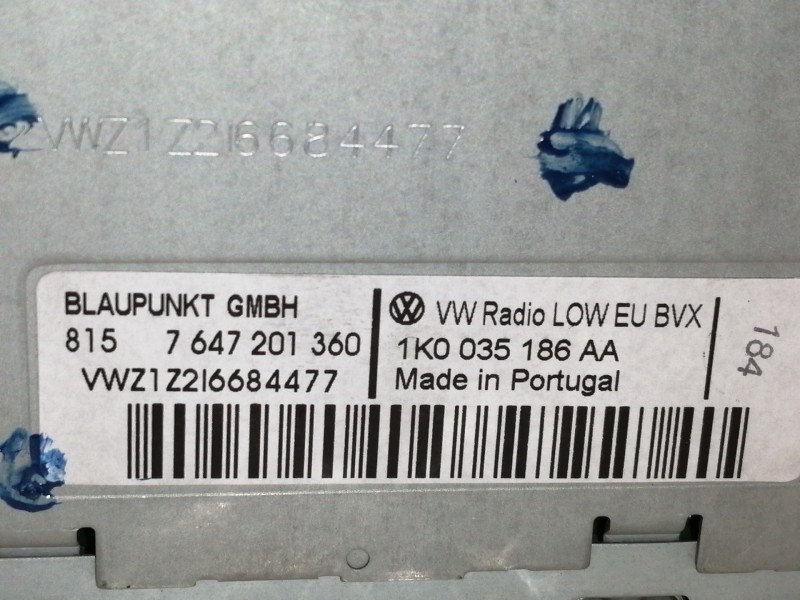 VWZ1Z2I6684477
BLAUPUNKT GMBH
815 7 647 201 360
VWZ1Z2I6684477
VW Radio LOW EU BVX
1K0 035 186 AA
Made in Portugal
184